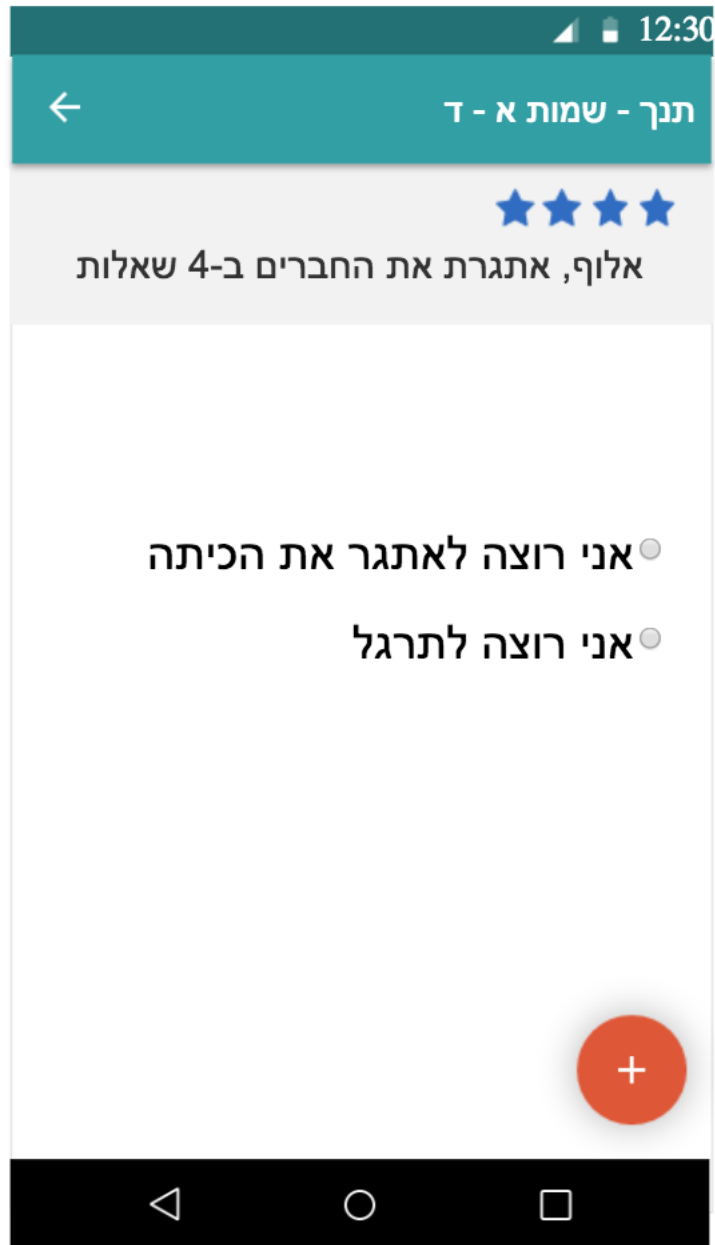 12:30
תנך - שמות א - ד
אלוף, אתגרת את החברים ב-4 שאלות
אני רוצה לאתגר את הכיתה
אני רוצה לתרגל
+